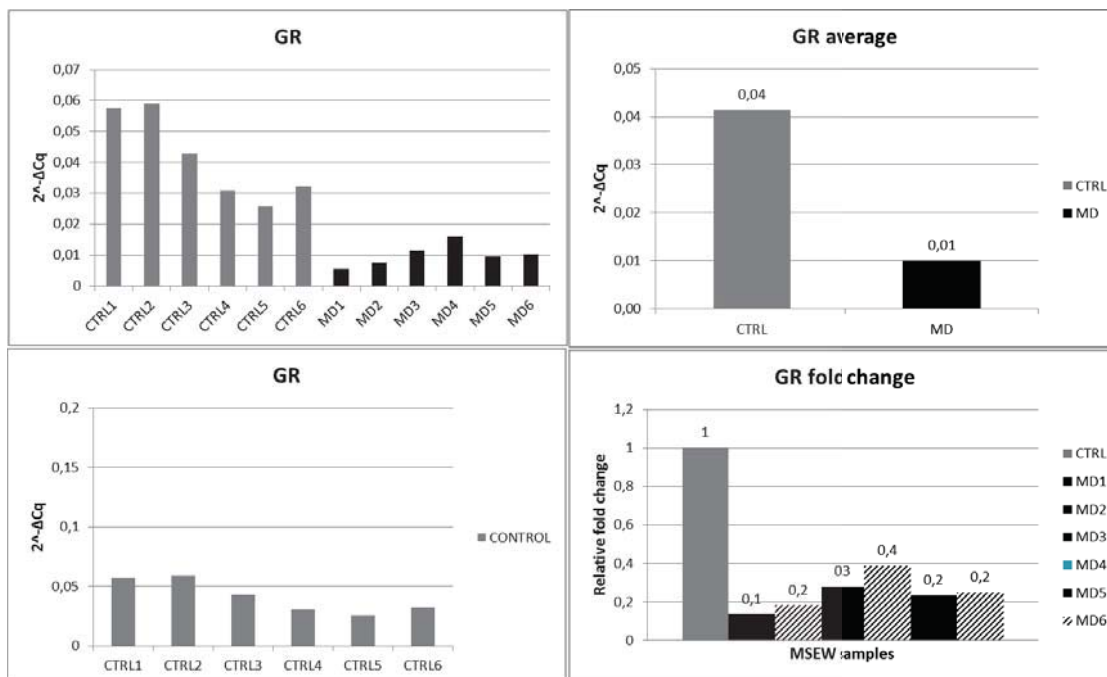 GR
2^-ΔCq
0,07
0,06
0,05
0,04
0,03
0,02
0,01
0
CTRL1 CTRL2 CTRL3 CTRL4 CTRL5 CTRL6 MD1 MD2 MD3 MD4 MD5 MD6
GR average
2^-ΔCq
0,05
0,04
0,03
0,02
0,01
0,00
0,04
0,01
CTRL MD
CTRL
MD
GR
2^-ΔCq
0,2
0,15
0,1
0,05
0
CTRL1 CTRL2 CTRL3 CTRL4 CTRL5 CTRL6
CONTROL
GR fold change
Relative fold change
1,2
1
0,8
0,6
0,4
0,2
0
1
0,1
0,2
03
0,4
0,2
0,2
MSEW samples
CTRL
MD1
MD2
MD3
MD4
MD5
MD6